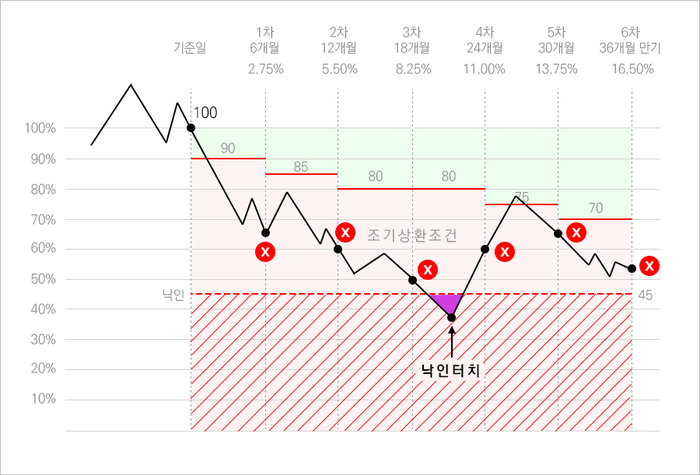 1차 2차 3차 4차 5차 6차
기준일 6개월 12개월 18개월 24개월 30개월 36개월 만기
2.75% 5.50% 8.25% 11.00% 13.75% 16.50%
100
100%
90
90%
85
80 80
80%
75
70
70%
X X X
조기상환조건
60%
X X
X X
50%
낙인 45
40%
낙인터치
30%
20%
10%